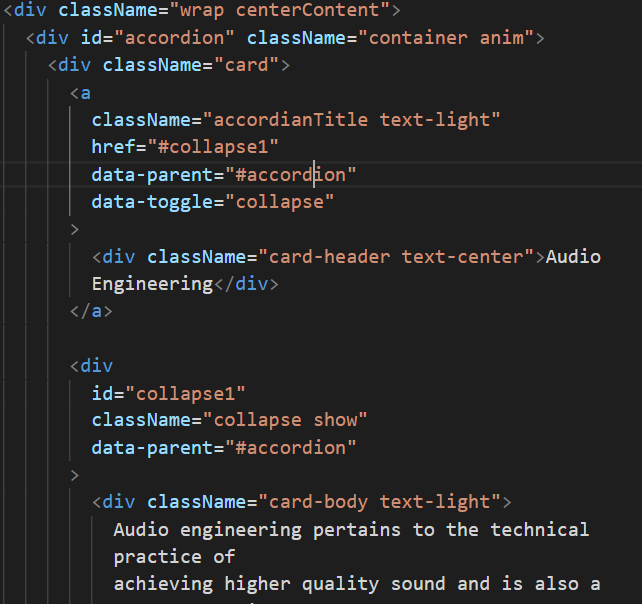 <div className="wrap centerContent">
<div id="accordion" className="container anim">
<div className="card">
<a
className="accordianTitle text-light"
href="#collapse1"
data-parent="#accordion"
data-toggle="collapse"
>
<div className="card-header text-center">Audio
Engineering</div>
</a>
<div
id="collapse1"
className="collapse show"
data-parent="#accordion"
>
<div className="card-body text-light">
Audio engineering pertains to the technical
practice of
achieving higher quality sound and is also a